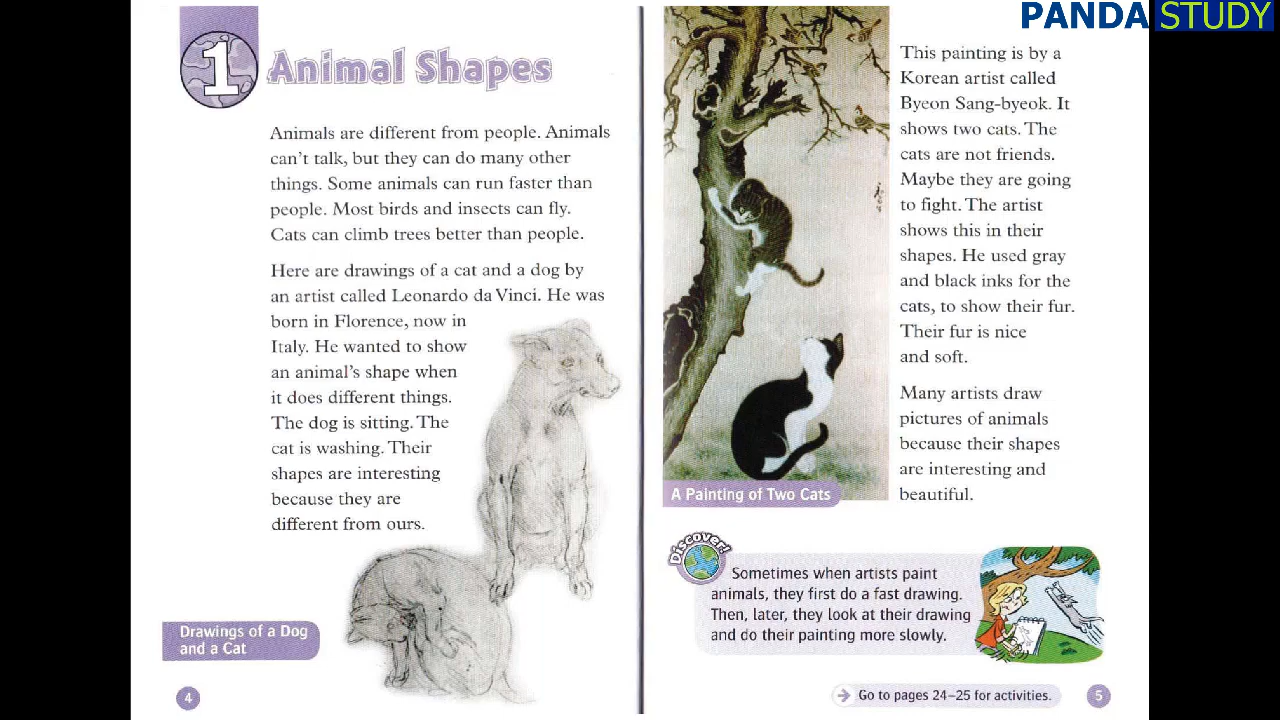 PANDA STUDY
1
Animal Shapes
Animals are different from people. Animals
can't talk, but they can do many other
things. Some animals can run faster than
people. Most birds and insects can fly.
Cats can climb trees better than people.
Here are drawings of a cat and a dog by
an artist called Leonardo da Vinci. He was
born in Florence, now in
Italy. He wanted to show
an animal's shape when
it does different things.
The dog is sitting. The
cat is washing. Their
shapes are interesting
because they are
different from ours.
Drawings of a Dog
and a Cat
4
This painting is by a
Korean artist called
Byeon Sang-byeok. It
shows two cats. The
cats are not friends.
Maybe they are going
to fight. The artist
shows this in their
shapes. He used gray
and black inks for the
cats, to show their fur.
Their fur is nice
and soft.
A Painting of Two Cats
Many artists draw
pictures of animals
because their shapes
are interesting and
beautiful.
Discover!
Sometimes when artists paint
animals, they first do a fast drawing.
Then, later, they look at their drawing
and do their painting more slowly.
Go to pages 24–25 for activities.
5